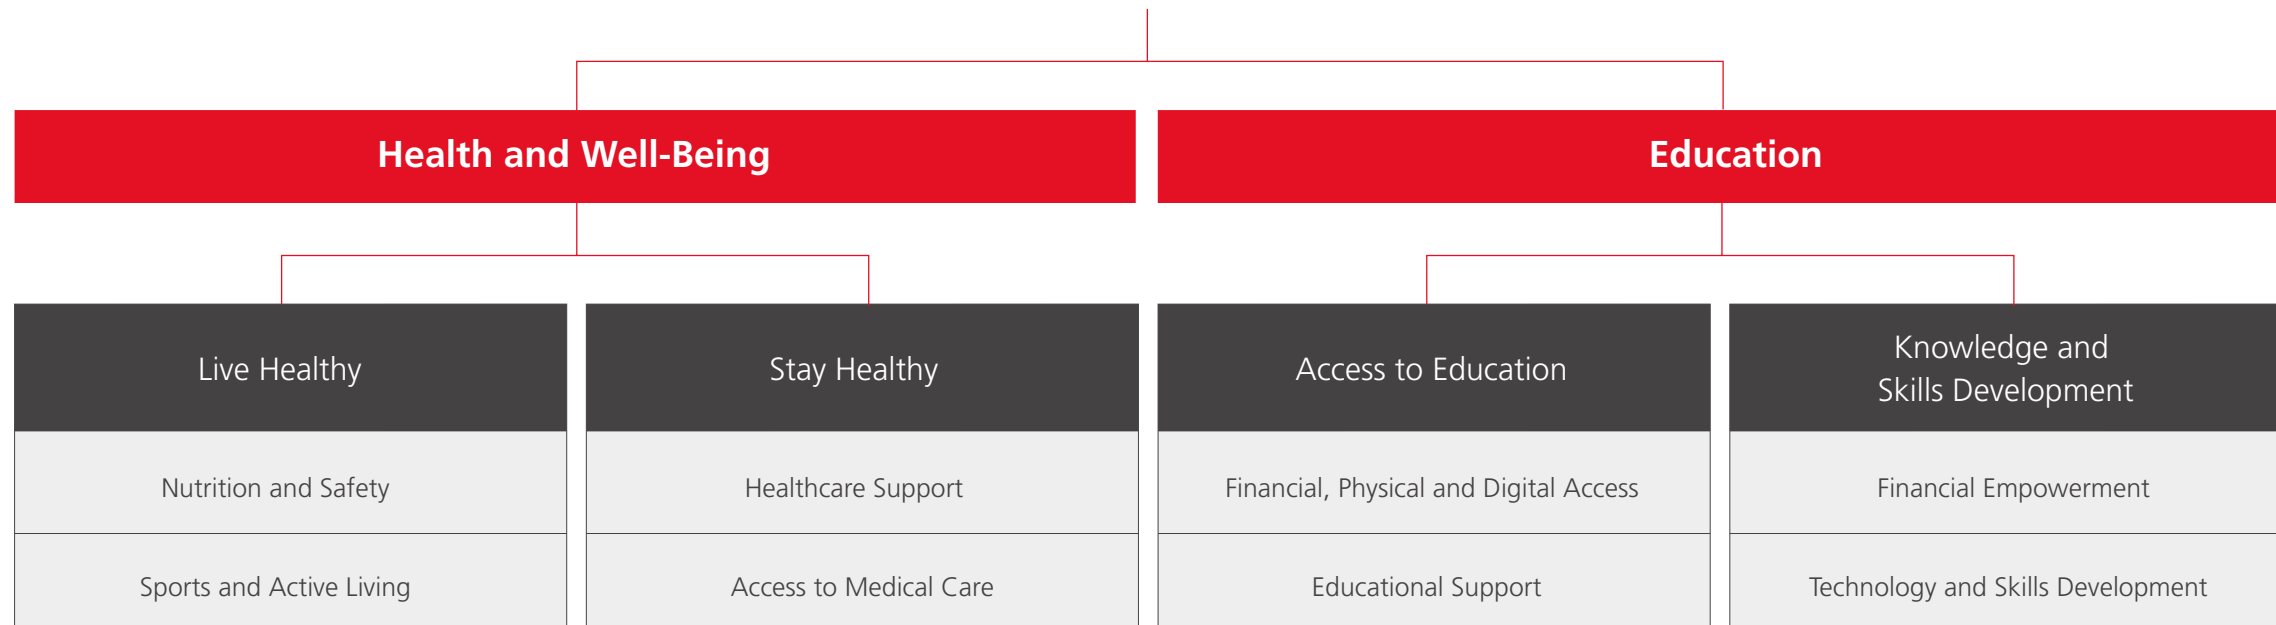 Health and Well-Being
Education
Live Healthy
Stay Healthy
Access to Education
Knowledge and
Skills Development
Nutrition and Safety
Healthcare Support
Financial, Physical and Digital Access
Financial Empowerment
Sports and Active Living
Access to Medical Care
Educational Support
Technology and Skills Development